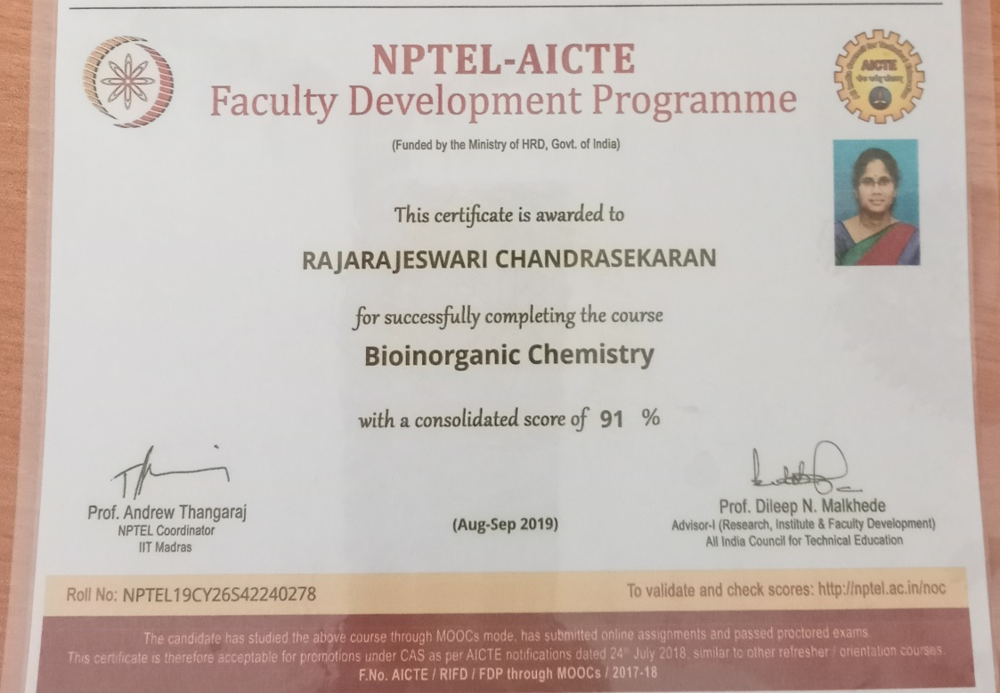 NPTEL-AICTE
Faculty Development Programme
(Funded by the Ministry of HRD, Govt. of India)
AICTE
This certificate is awarded to
RAJARAJESWARI CHANDRASEKARAN
for successfully completing the course
Bioinorganic Chemistry
with a consolidated score of 91 %
Prof. Andrew Thangaraj
NPTEL Coordinator
IIT Madras
(Aug-Sep 2019)
Prof. Dileep N. Malkhede
Advisor-I (Research, Institute & Faculty Development)
All India Council for Technical Education
Roll No: NPTEL19CY26S42240278
To validate and check scores: http://nptel.ac.in/noc
The candidate has studied the above course through MOOCs mode, has submitted online assignments and passed proctored exams.
This certificate is therefore acceptable for promotions under CAS as per AICTE notifications dated 24th July 2018, similar to other refresher / orientation courses.
F.No. AICTE / RIFD / FDP through MOOCs / 2017-18